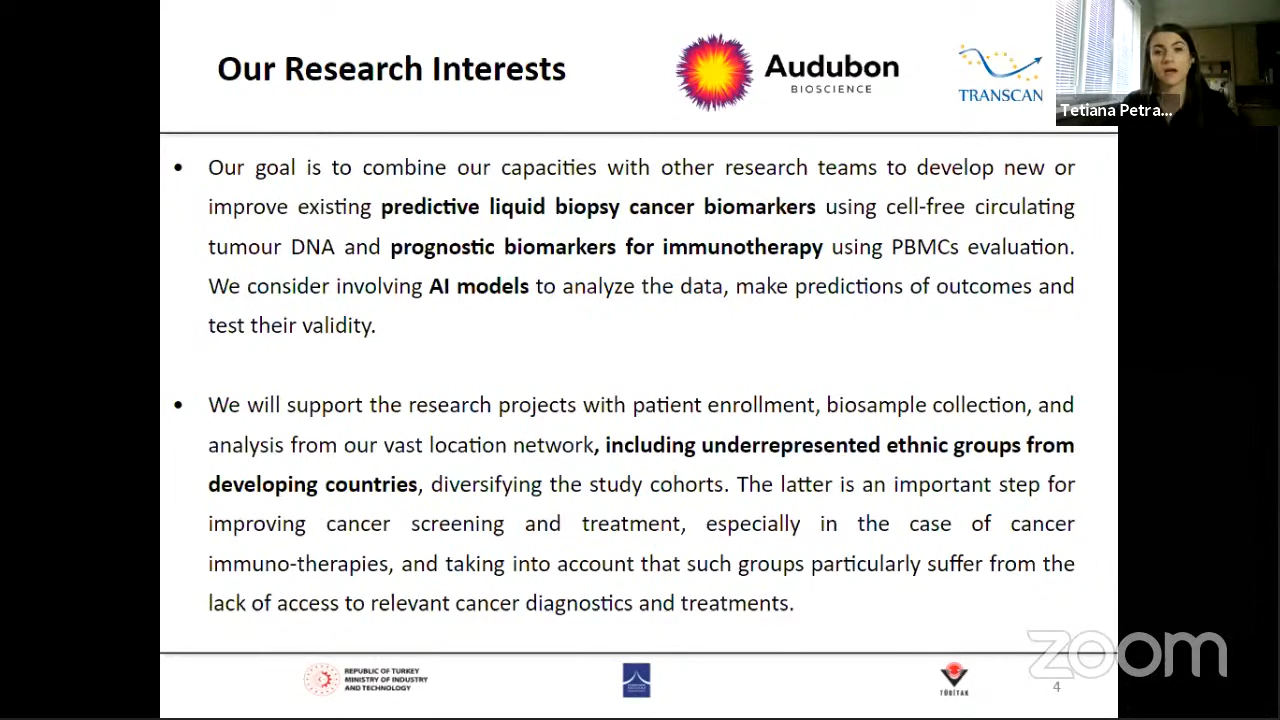 Our Research Interests
Audubon
BIOSCIENCE
TRANSCAN
Tetiana Petra...
• Our goal is to combine our capacities with other research teams to develop new or
improve existing predictive liquid biopsy cancer biomarkers using cell-free circulating
tumour DNA and prognostic biomarkers for immunotherapy using PBMCs evaluation.
We consider involving AI models to analyze the data, make predictions of outcomes and
test their validity.
• We will support the research projects with patient enrollment, biosample collection, and
analysis from our vast location network, including underrepresented ethnic groups from
developing countries, diversifying the study cohorts. The latter is an important step for
improving cancer screening and treatment, especially in the case of cancer
immuno-therapies, and taking into account that such groups particularly suffer from the
lack of access to relevant cancer diagnostics and treatments.
zoom
REPUBLIC OF TURKEY
MINISTRY OF INDUSTRY
AND TECHNOLOGY
TÜBİTAK
4